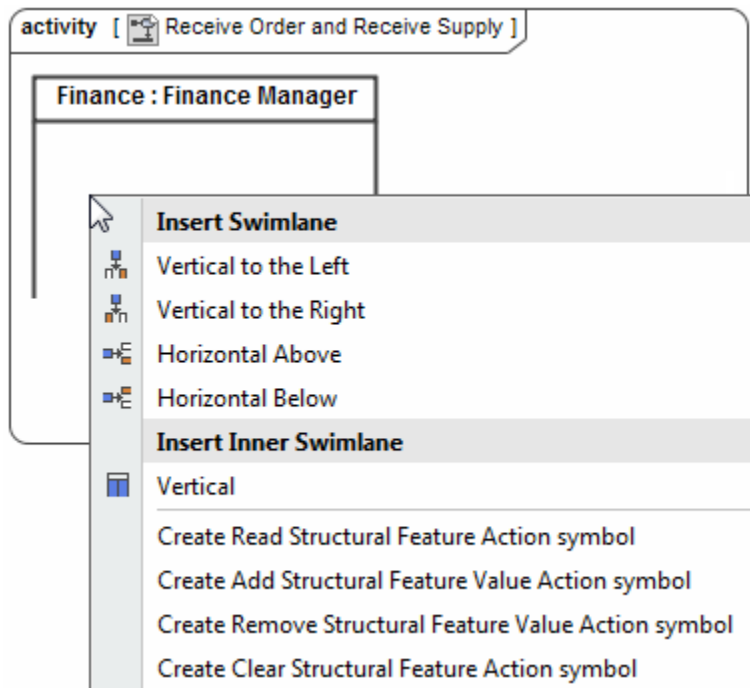 activity [ Receive Order and Receive Supply ]
Finance : Finance Manager
Insert Swimlane
Vertical to the Left
Vertical to the Right
Horizontal Above
Horizontal Below
Insert Inner Swimlane
Vertical
Create Read Structural Feature Action symbol
Create Add Structural Feature Value Action symbol
Create Remove Structural Feature Value Action symbol
Create Clear Structural Feature Action symbol